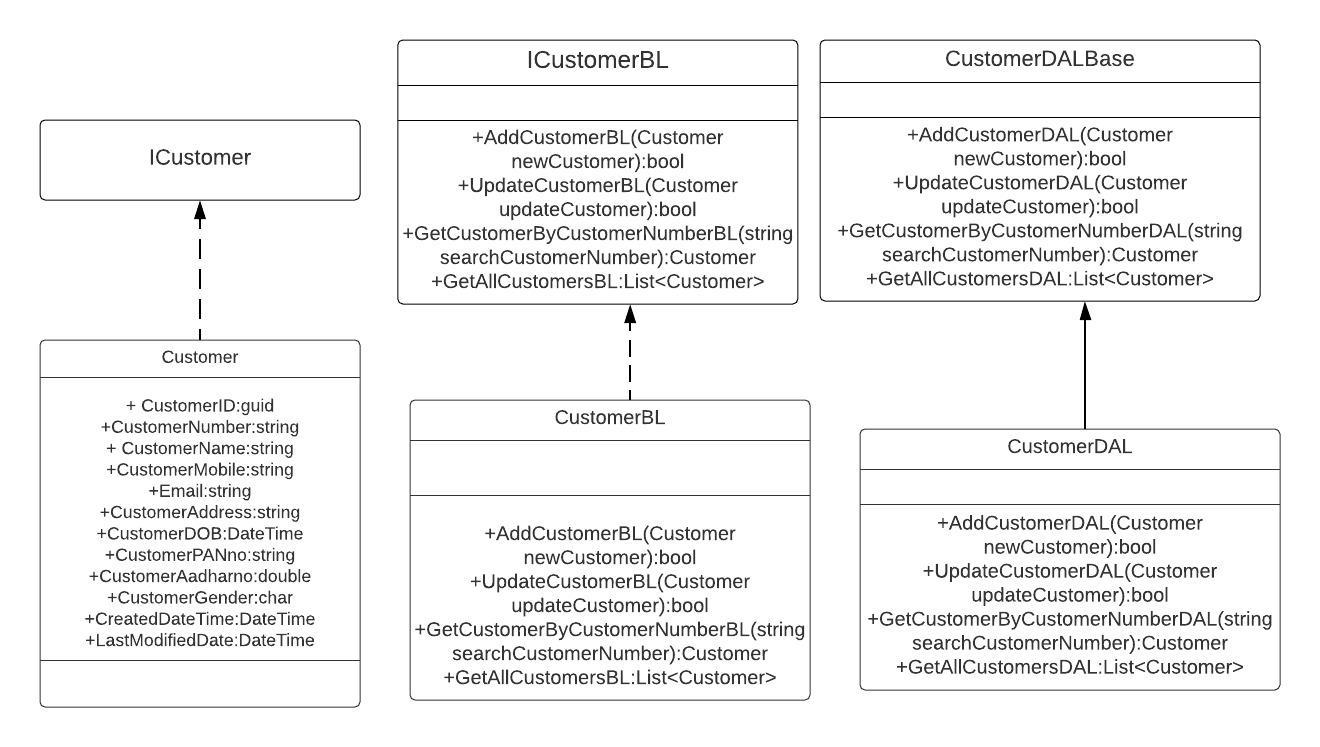 ICustomer
Customer
+ CustomerID:guid
+CustomerNumber:string
+ CustomerName:string
+CustomerMobile:string
+Email:string
+CustomerAddress:string
+CustomerDOB:DateTime
+CustomerPANno:string
+CustomerAadharno:double
+CustomerGender:char
+CreatedDateTime:DateTime
+LastModifiedDate:DateTime
ICustomerBL
+AddCustomerBL(Customer
newCustomer):bool
+UpdateCustomerBL(Customer
updateCustomer):bool
+GetCustomerByCustomerNumberBL(string
searchCustomerNumber):Customer
+GetAllCustomersBL:List<Customer>
CustomerBL
+AddCustomerBL(Customer
newCustomer):bool
+UpdateCustomerBL(Customer
updateCustomer):bool
+GetCustomerByCustomerNumberBL(string
searchCustomerNumber):Customer
+GetAllCustomersBL:List<Customer>
CustomerDALBase
+AddCustomerDAL(Customer
newCustomer):bool
+UpdateCustomerDAL(Customer
updateCustomer):bool
+GetCustomerByCustomerNumberDAL(string
searchCustomerNumber):Customer
+GetAllCustomersDAL:List<Customer>
CustomerDAL
+AddCustomerDAL(Customer
newCustomer):bool
+UpdateCustomerDAL(Customer
updateCustomer):bool
+GetCustomerByCustomerNumberDAL(string
searchCustomerNumber):Customer
+GetAllCustomersDAL:List<Customer>